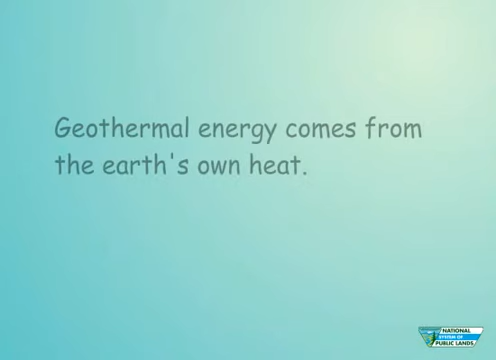 Geothermal energy comes from
the earth's own heat.
NATIONAL
SYSTEM OF
PUBLIC LANDS